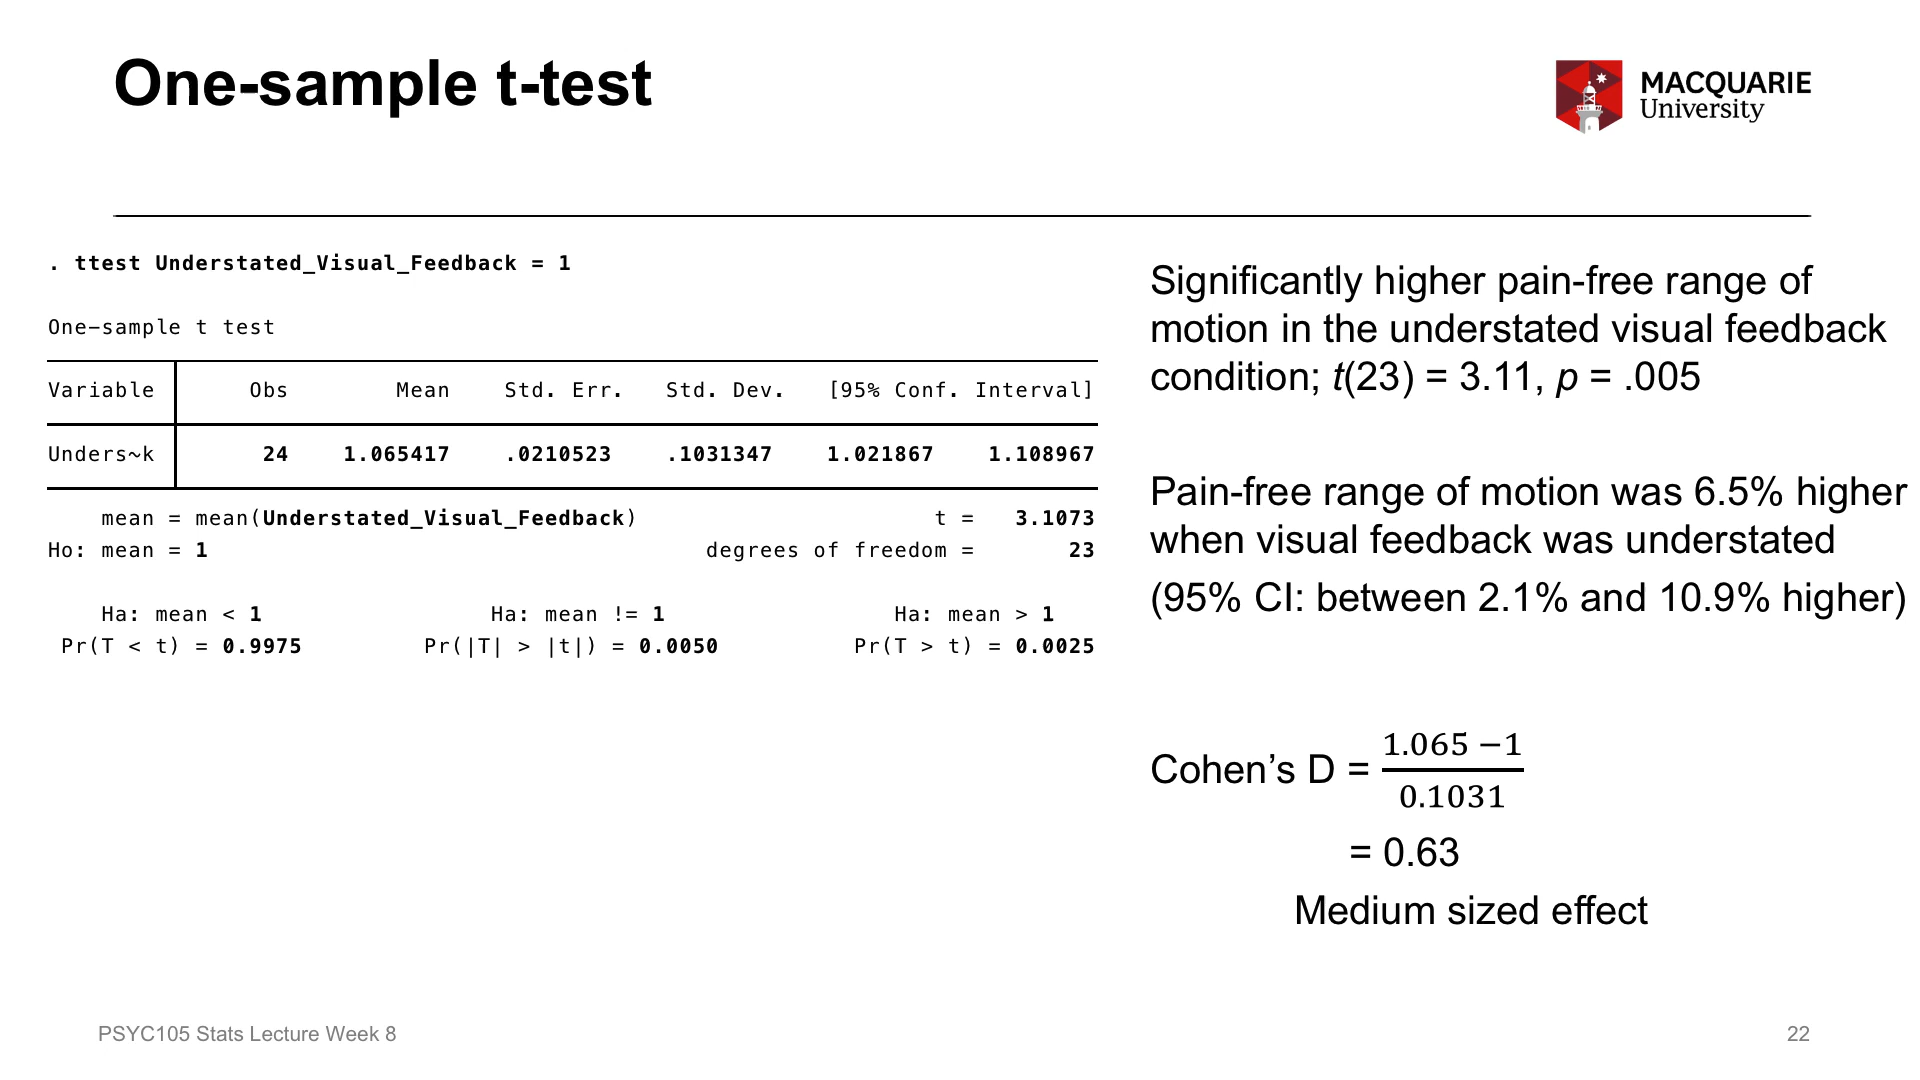 One-sample t-test
MACQUARIE
University
. ttest Understated_Visual_Feedback = 1
One-sample t test
Variable Obs Mean Std. Err. Std. Dev. [95% Conf. Interval]
Unders~k 24 1.065417 .0210523 .1031347 1.021867 1.108967
mean = mean(Understated_Visual_Feedback) t = 3.1073
Ho: mean = 1 degrees of freedom = 23
Ha: mean < 1 Ha: mean != 1 Ha: mean > 1
Pr(T < t) = 0.9975 Pr(|T| > |t|) = 0.0050 Pr(T > t) = 0.0025
Significantly higher pain-free range of
motion in the understated visual feedback
condition; t(23) = 3.11, p = .005
Pain-free range of motion was 6.5% higher
when visual feedback was understated
(95% CI: between 2.1% and 10.9% higher)
1.065 −1
Cohen’s D =
0.1031
= 0.63
Medium sized effect
PSYC105 Stats Lecture Week 8
22